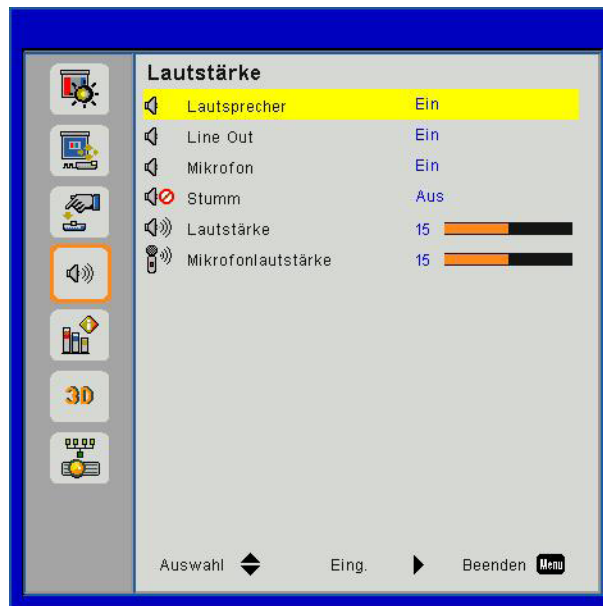 Lautstärke
Lautsprecher Ein
Line Out Ein
Mikrofon Ein
Stumm Aus
Lautstärke 15
Mikrofonlautstärke 15
3D
Auswahl Eing. Beenden Menu